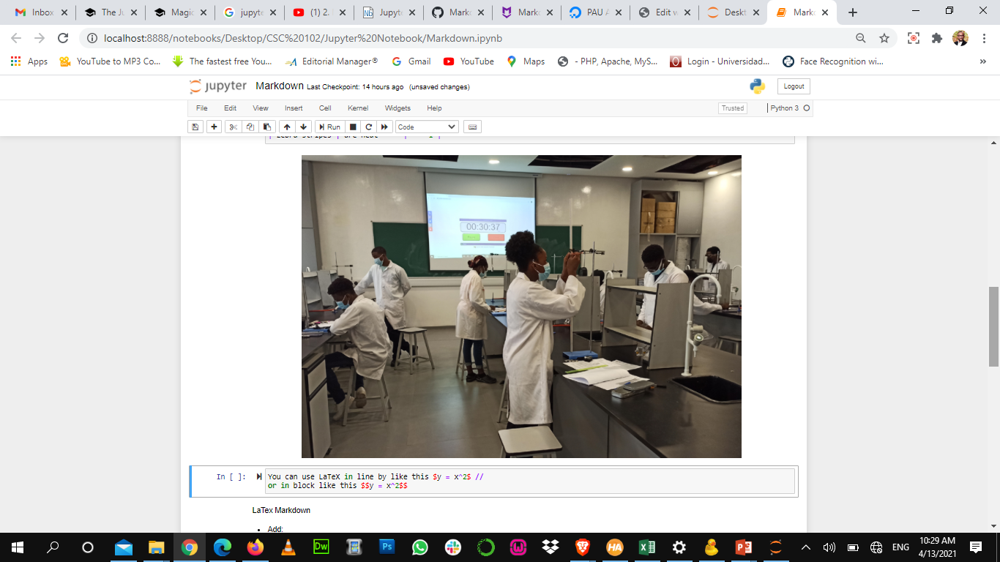 Inbox
The Ju
Magic
jupyte
(1) 2.
Jupyt
Mark
Mark
PAU A
Edit w
Deskt
Mark
localhost:8888/notebooks/Desktop/CSC%20102/Jupyter%20Notebook/Markdown.ipynb
Apps
YouTube to MP3 Co...
The fastest free You...
Editorial Manager®
Gmail
YouTube
Maps
- PHP, Apache, MyS...
Login - Universidad...
Face Recognition wi...
»
jupyter Markdown Last Checkpoint: 14 hours ago (unsaved changes)
Logout
File Edit View Insert Cell Kernel Widgets Help
Trusted
Python 3
Run
Code
| zebra stripes | are neat | 1 |
00:30:37
In [ ]:
You can use LaTeX in line by like this $y = x^2$ //
or in block like this $$y = x^2$$
LaTex Markdown
• Add:
Dw
Ps
HA
ENG
10:29 AM
4/13/2021